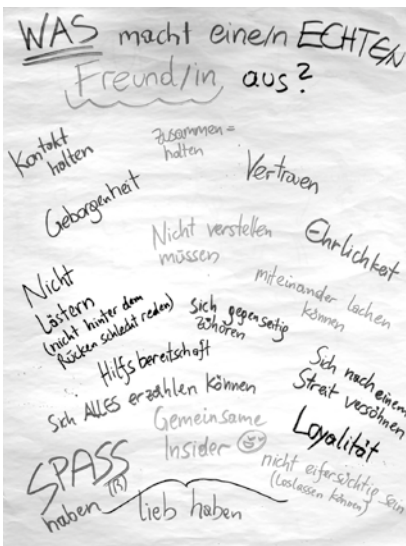 WAS macht eine/n ECHTE/N
Freund/in aus?
Kontakt
halten
zusammen=
halten
Vertrauen
Geborgenheit
Nicht verstellen
müssen
Ehrlichkeit
Nicht
Lästern
(nicht hinter dem
Rücken schlecht reden)
miteinander lachen
können
Sich gegenseitig
zuhören
Hilfsbereitschaft
Sich nach einem
Streit versöhnen
Sich ALLES erzählen können
Gemeinsame
Insider
Loyalität
nicht eifersüchtig sein
(loslassen können)
SPASS
(ß)
haben
lieb haben